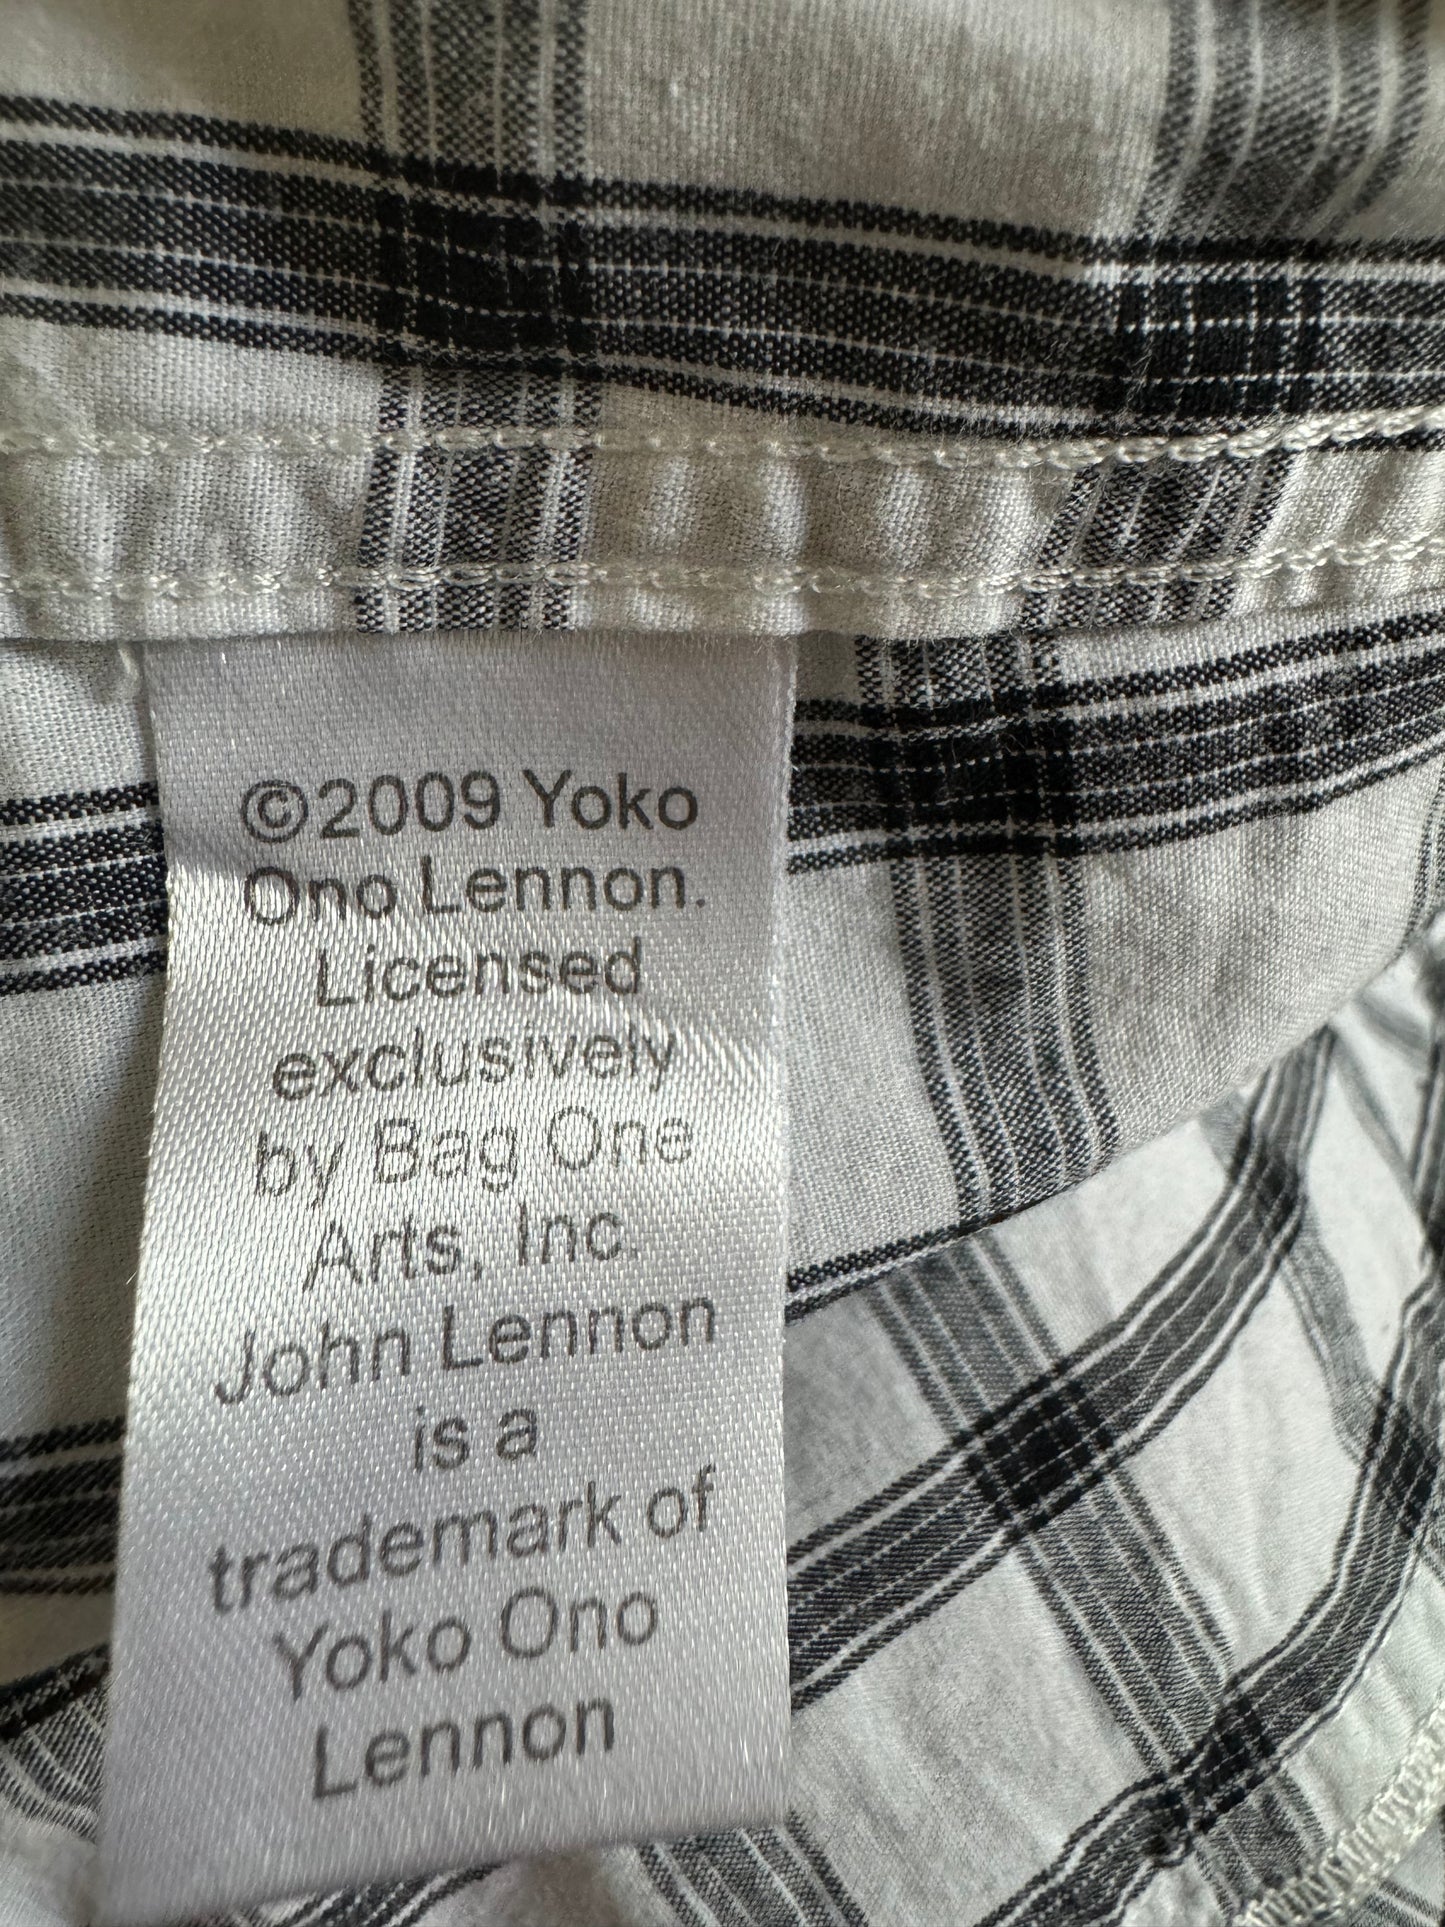 ©2009 Yoko
Ono Lennon.
Licensed
exclusively
by Bag One
Arts, Inc.
John Lennon
is a
trademark of
Yoko Ono
Lennon